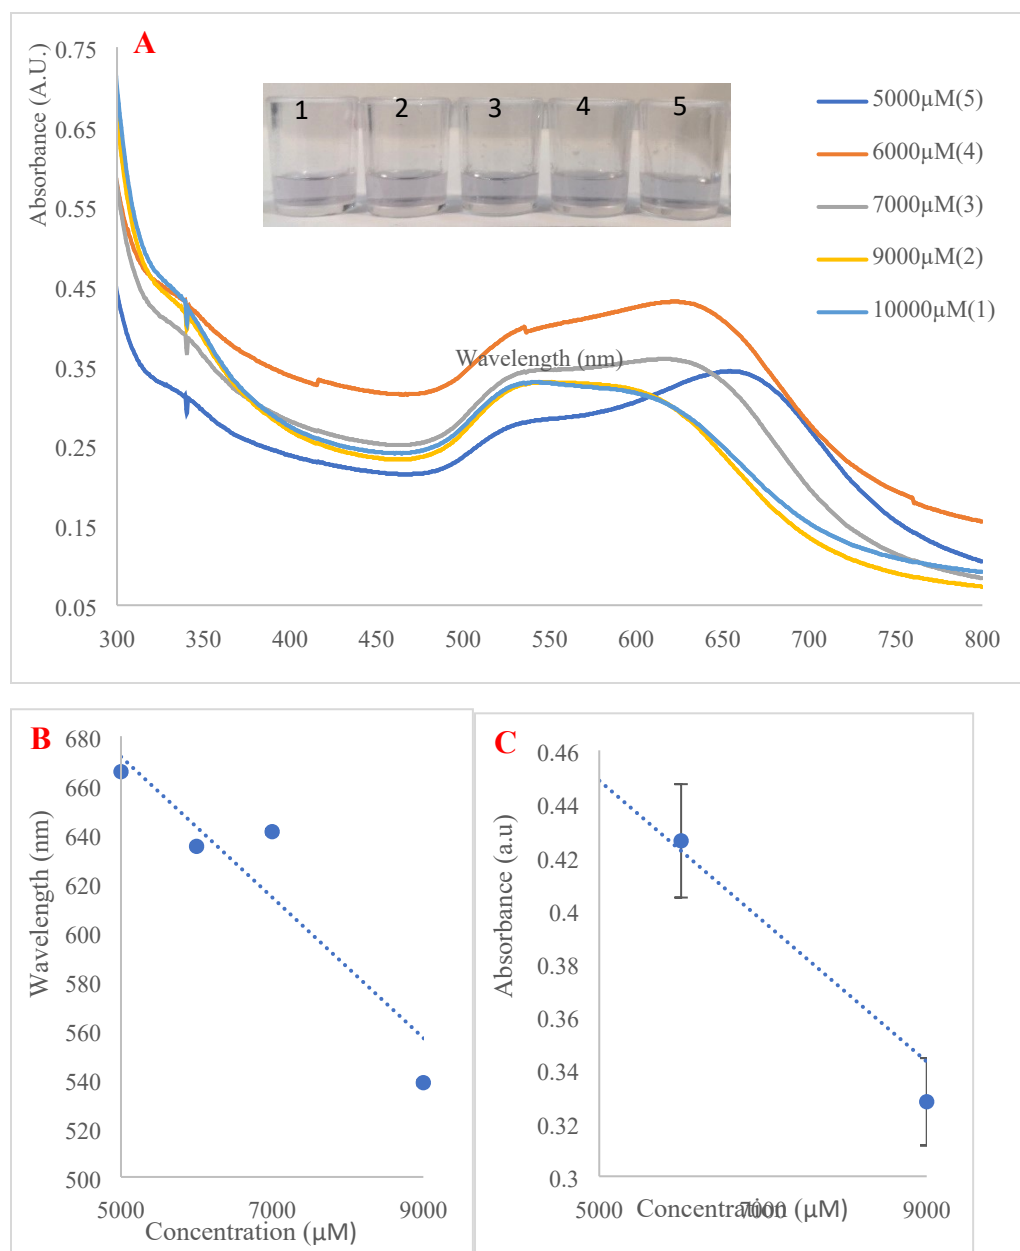 A
Absorbance (A.U.)
0.75
0.65
0.55
0.45
0.35
0.25
0.15
0.05
1 2 3 4 5
5000µM(5)
6000µM(4)
7000µM(3)
9000µM(2)
10000µM(1)
Wavelength (nm)
300 350 400 450 500 550 600 650 700 750 800
B
Wavelength (nm)
680
660
640
620
600
580
560
540
520
500
5000 7000 9000
Concentration (µM)
C
Absorbance (a.u)
0.46
0.44
0.42
0.4
0.38
0.36
0.34
0.32
0.3
5000 7000 9000
Concentration (µM)